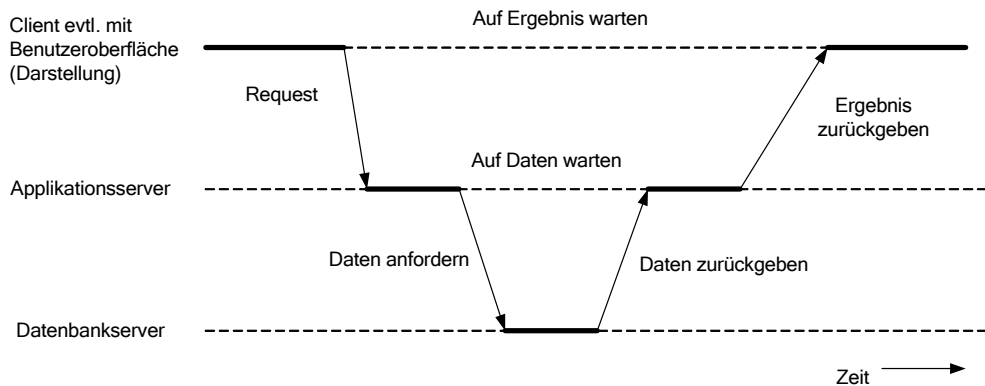 Client evtl. mit
Benutzeroberfläche
(Darstellung)
Auf Ergebnis warten
Request
Ergebnis
zurückgeben
Auf Daten warten
Applikationsserver
Daten anfordern
Daten zurückgeben
Datenbankserver
Zeit